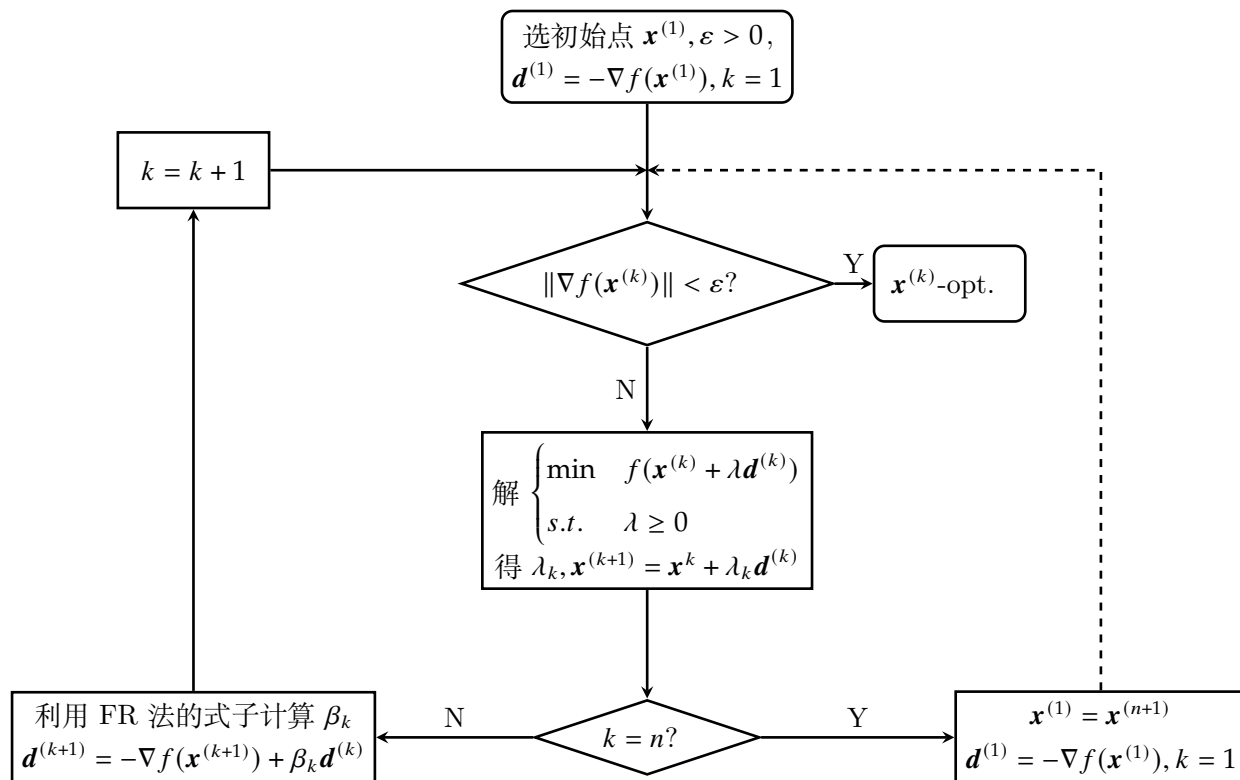 选初始点 x^(1), ε > 0,
d^(1) = −∇f(x^(1)), k = 1
k = k + 1
‖∇f(x^(k))‖ < ε?
Y
x^(k)-opt.
N
解 { min f(x^(k) + λd^(k))
s.t. λ ≥ 0
得 λ_k, x^(k+1) = x^k + λ_k d^(k)
利用 FR 法的式子计算 β_k
d^(k+1) = −∇f(x^(k+1)) + β_k d^(k)
N
k = n?
Y
x^(1) = x^(n+1)
d^(1) = −∇f(x^(1)), k = 1